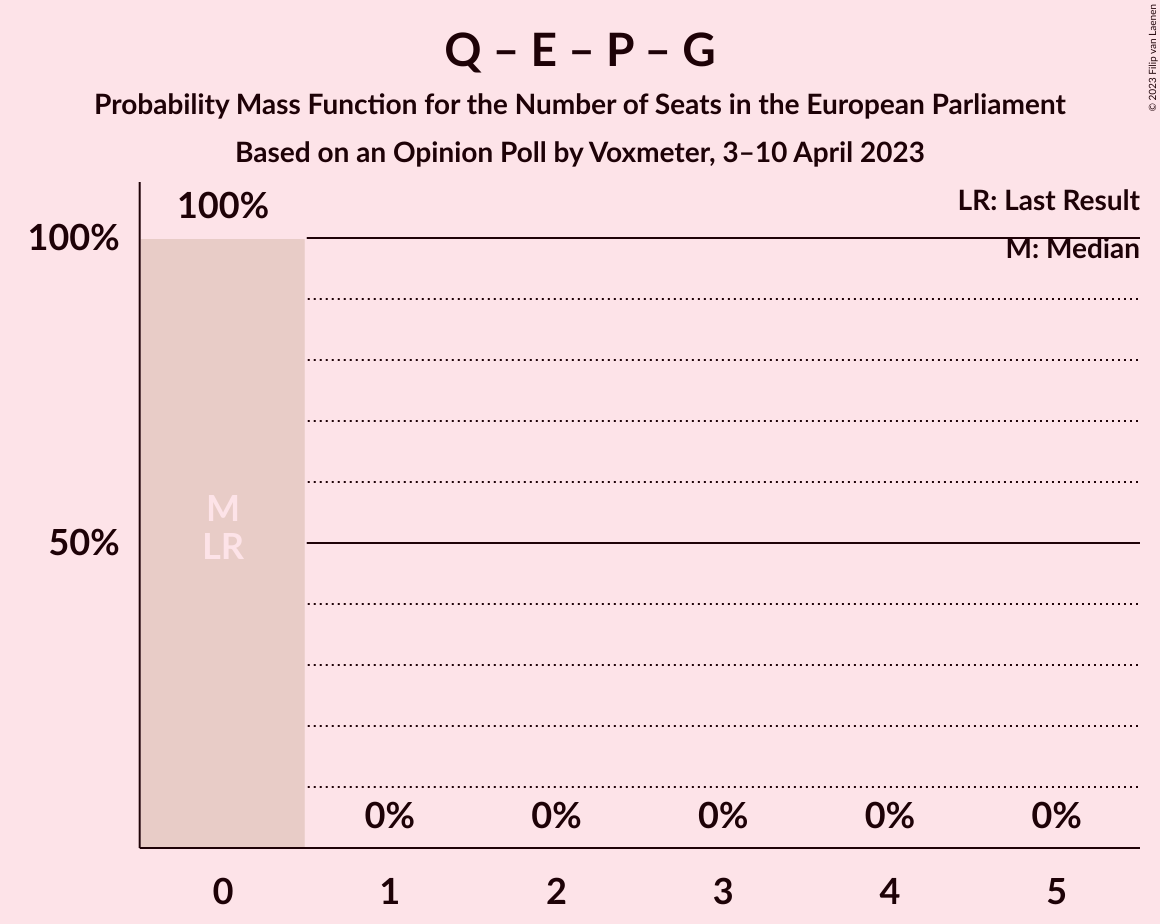 Q – E – P – G
Probability Mass Function for the Number of Seats in the European Parliament
Based on an Opinion Poll by Voxmeter, 3–10 April 2023
© 2023 Filip van Laenen
LR: Last Result
M: Median
100%
100%
50%
M
LR
0%
0%
0%
0%
0%
0
1
2
3
4
5